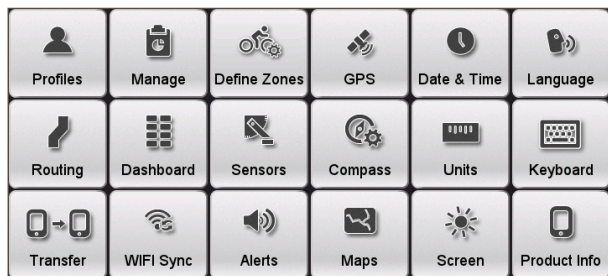 Profiles Manage Define Zones GPS Date & Time Language
Routing Dashboard Sensors Compass Units Keyboard
Transfer WIFI Sync Alerts Maps Screen Product Info